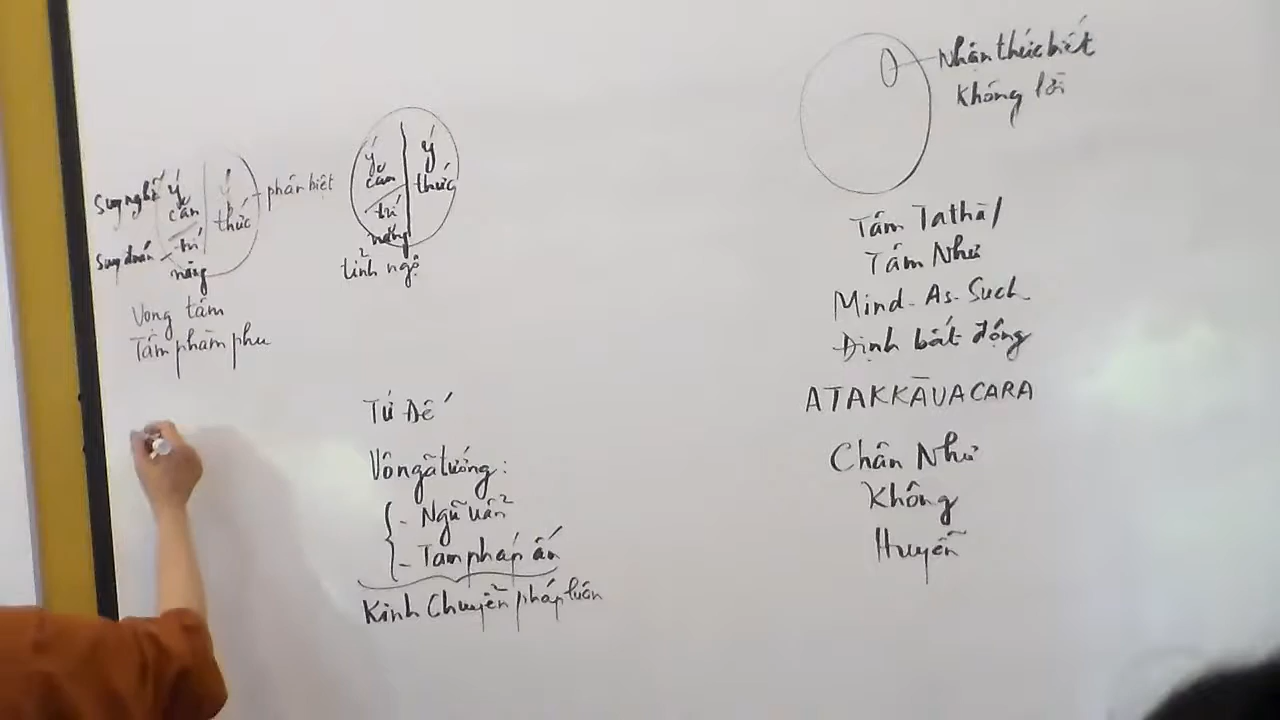 Suy nghĩ
ý căn
ý thức
phân biệt
Suy đoán
trí năng
Vọng tâm
Tâm phàm phu
ý căn
ý thức
trí năng
tỉnh ngộ
Tứ Đế
Vô ngã tướng:
- Ngũ uẩn
- Tam pháp ấn
Kinh Chuyển pháp luân
Nhận thức biết
không lời
Tâm Tathā/
Tâm Như
Mind-As-Such
Định bất động
ATAKKĀVACARA
Chân Như
Không
Huyễn